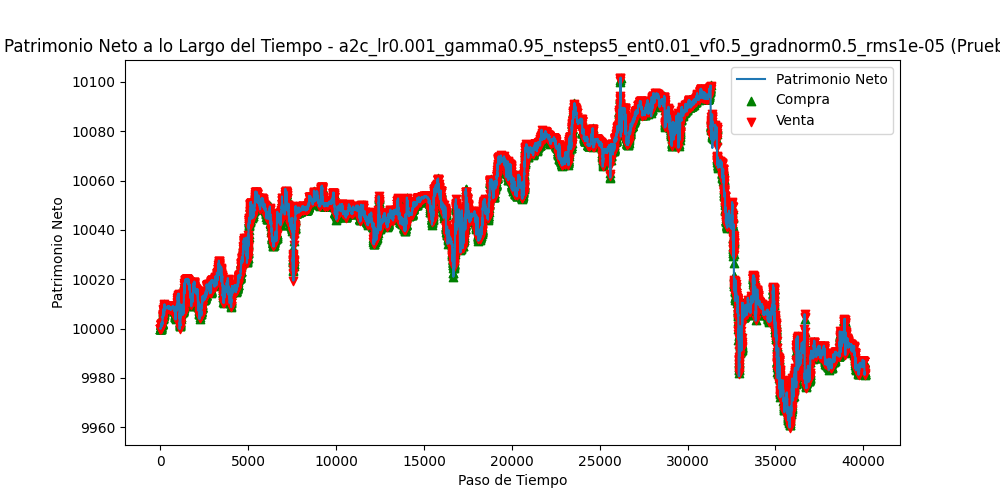 Patrimonio Neto a lo Largo del Tiempo - a2c_lr0.001_gamma0.95_nsteps5_ent0.01_vf0.5_gradnorm0.5_rms1e-05 (Prueb
Patrimonio Neto
Compra
Venta
Patrimonio Neto
10100
10080
10060
10040
10020
10000
9980
9960
0 5000 10000 15000 20000 25000 30000 35000 40000
Paso de Tiempo